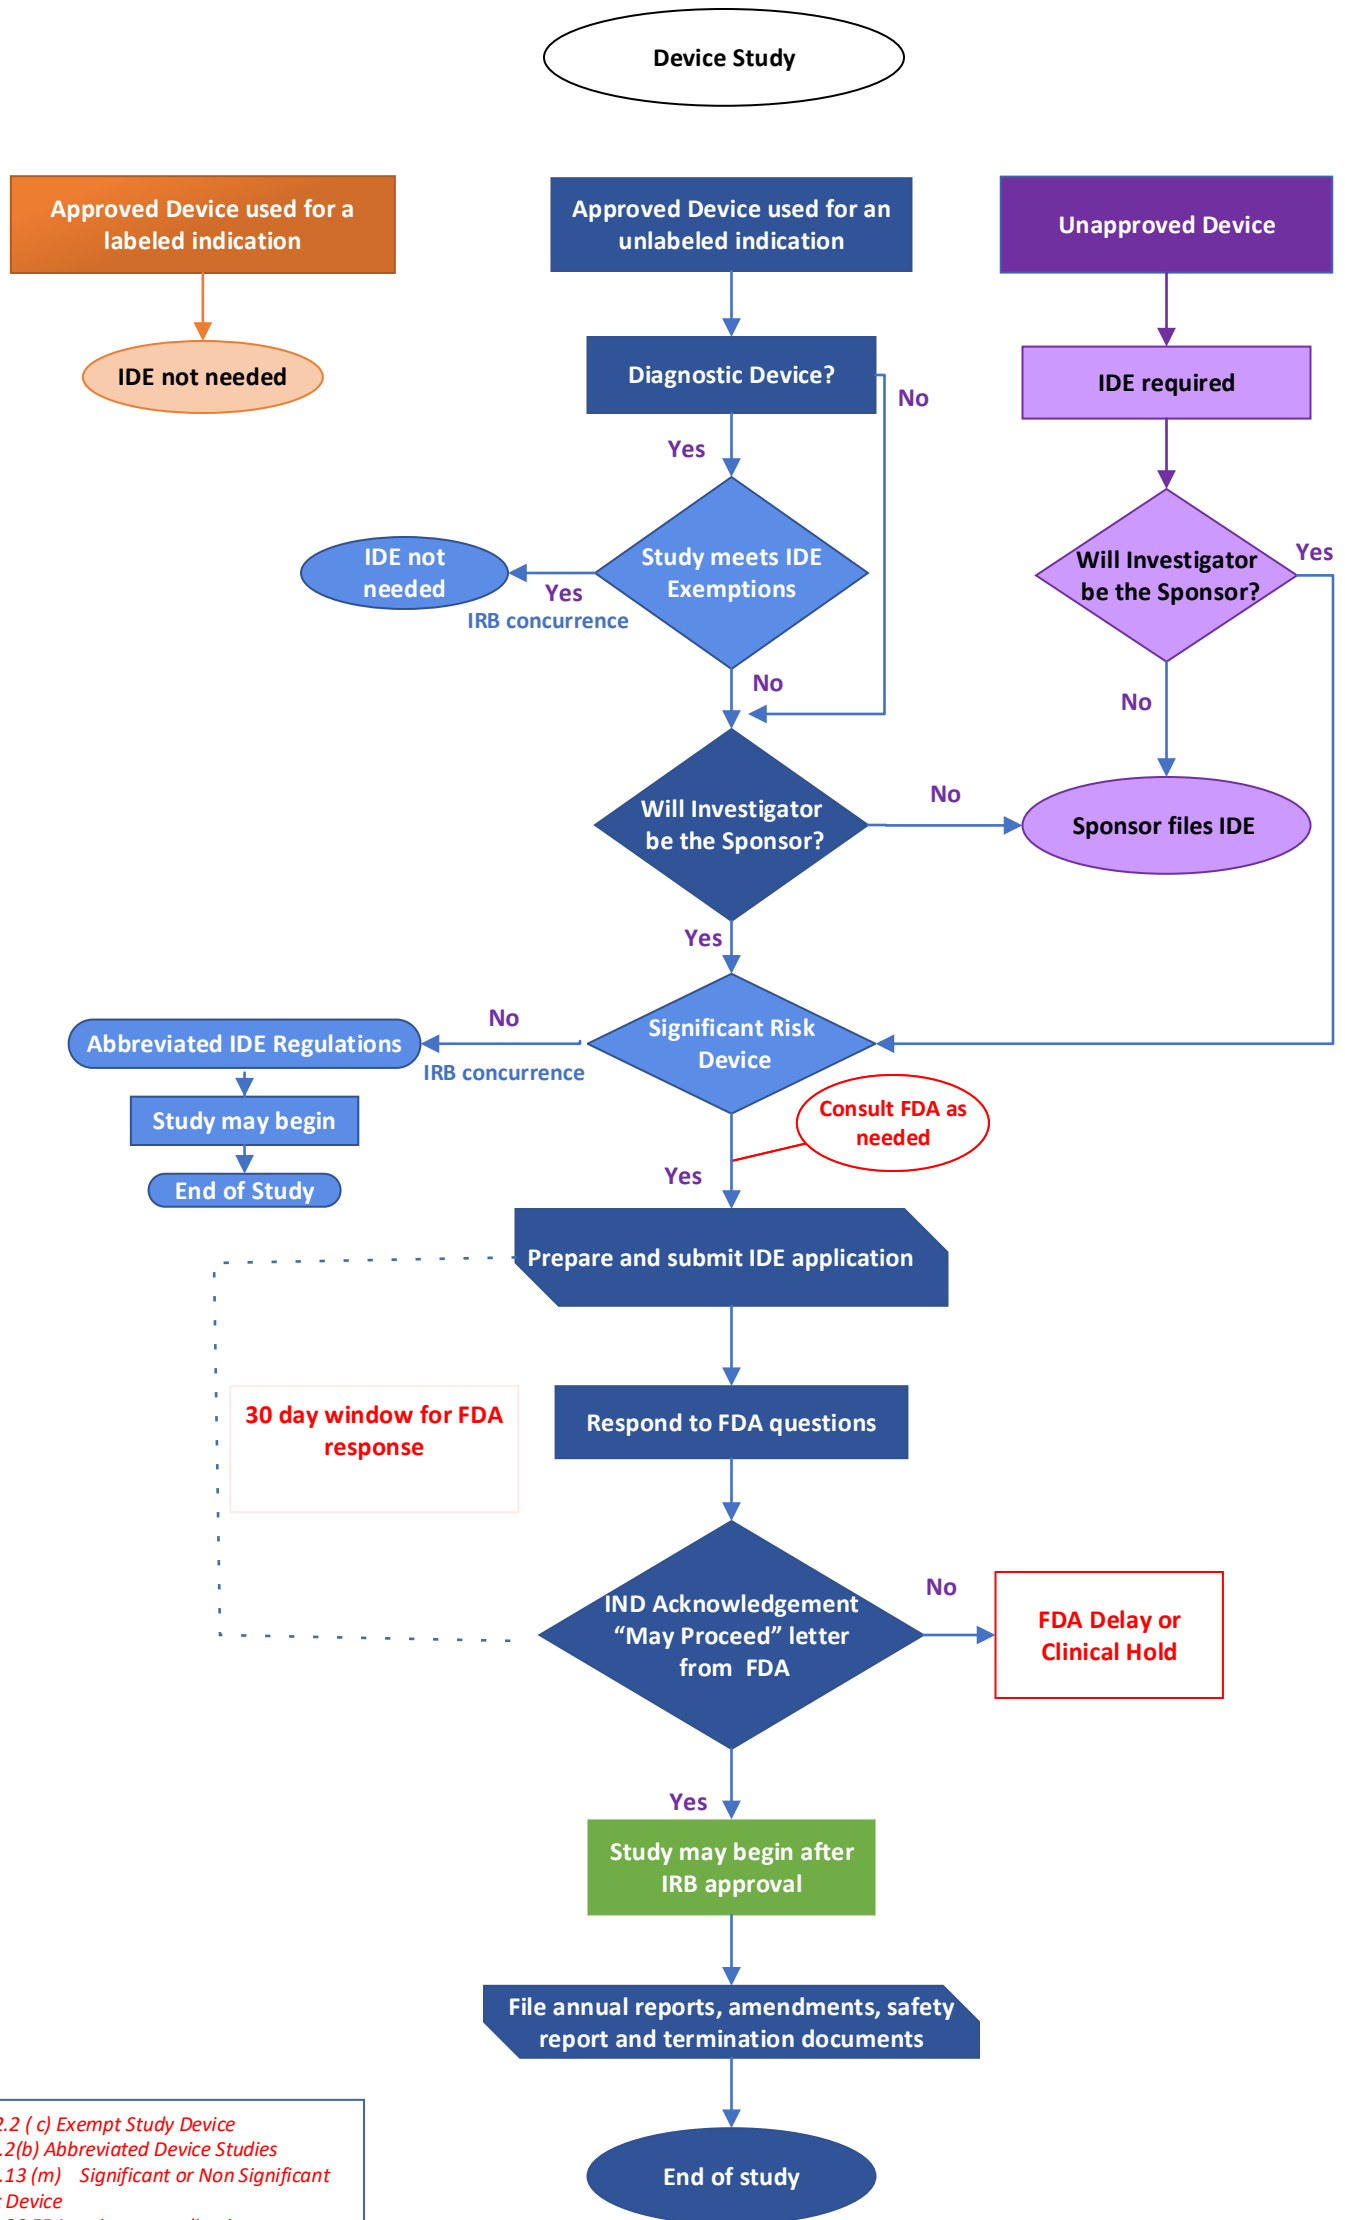 Device Study
Approved Device used for a
labeled indication
Approved Device used for an
unlabeled indication
Unapproved Device
IDE not needed
Diagnostic Device?
No
IDE required
Yes
IDE not
needed
Yes
IRB concurrence
Study meets IDE
Exemptions
Will Investigator
be the Sponsor?
Yes
No
No
Will Investigator
be the Sponsor?
No
Sponsor files IDE
Yes
Abbreviated IDE Regulations
No
IRB concurrence
Significant Risk
Device
Study may begin
Consult FDA as
needed
Yes
End of Study
Prepare and submit IDE application
30 day window for FDA
response
Respond to FDA questions
IND Acknowledgement
“May Proceed” letter
from FDA
No
FDA Delay or
Clinical Hold
Yes
Study may begin after
IRB approval
File annual reports, amendments, safety
report and termination documents
2.2 ( c) Exempt Study Device
.2(b) Abbreviated Device Studies
.13 (m) Significant or Non Significant
Device
End of study